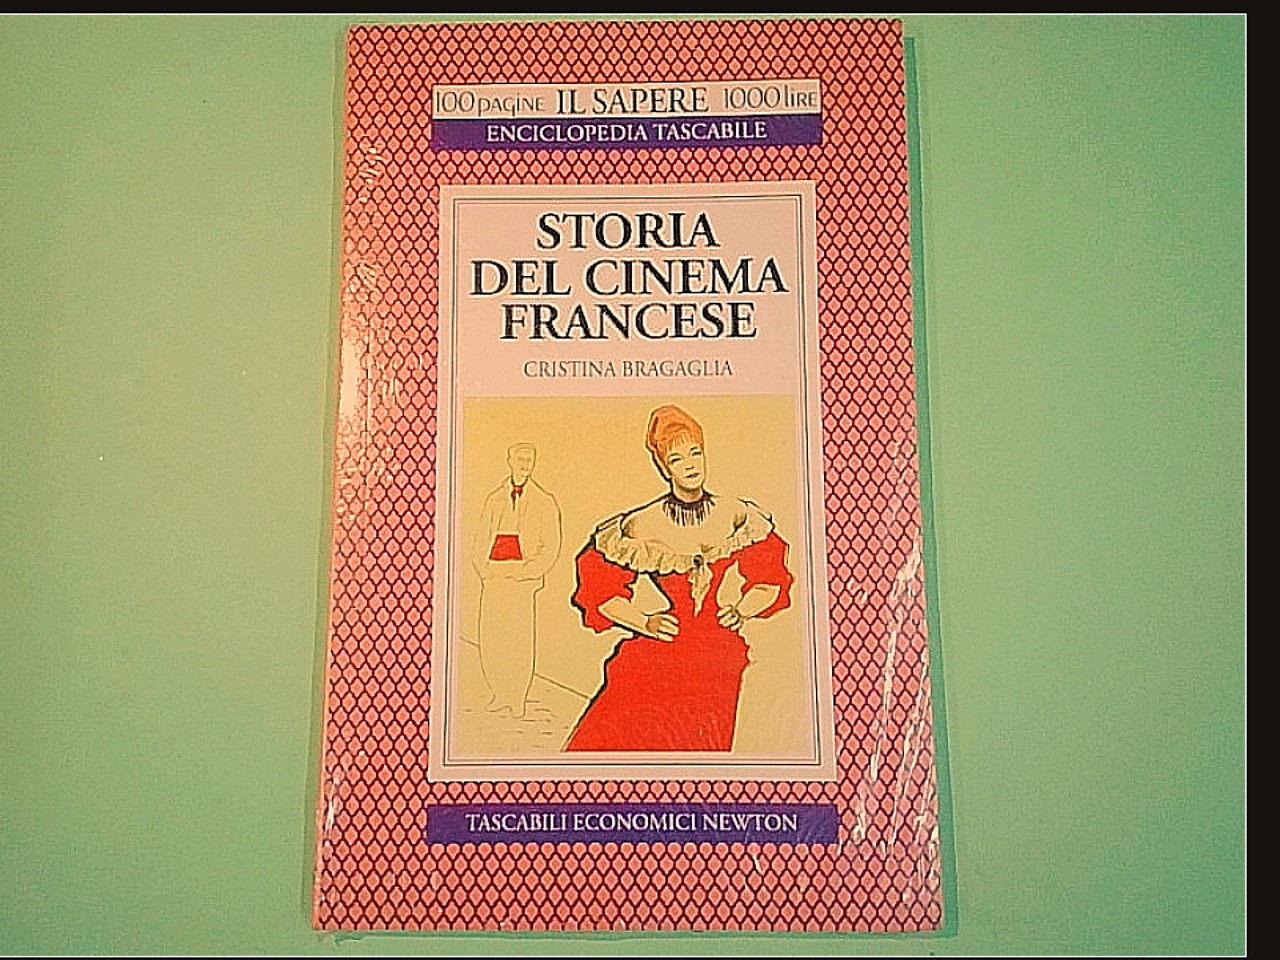 100 pagine IL SAPERE 1000 lire
ENCICLOPEDIA TASCABILE
STORIA
DEL CINEMA
FRANCESE
CRISTINA BRAGAGLIA
TASCABILI ECONOMICI NEWTON